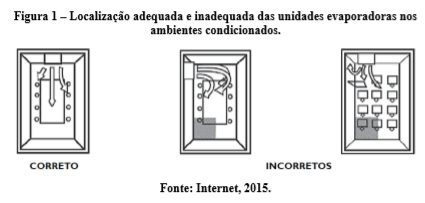 Figura 1 – Localização adequada e inadequada das unidades evaporadoras nos
ambientes condicionados.
CORRETO
INCORRETOS
Fonte: Internet, 2015.